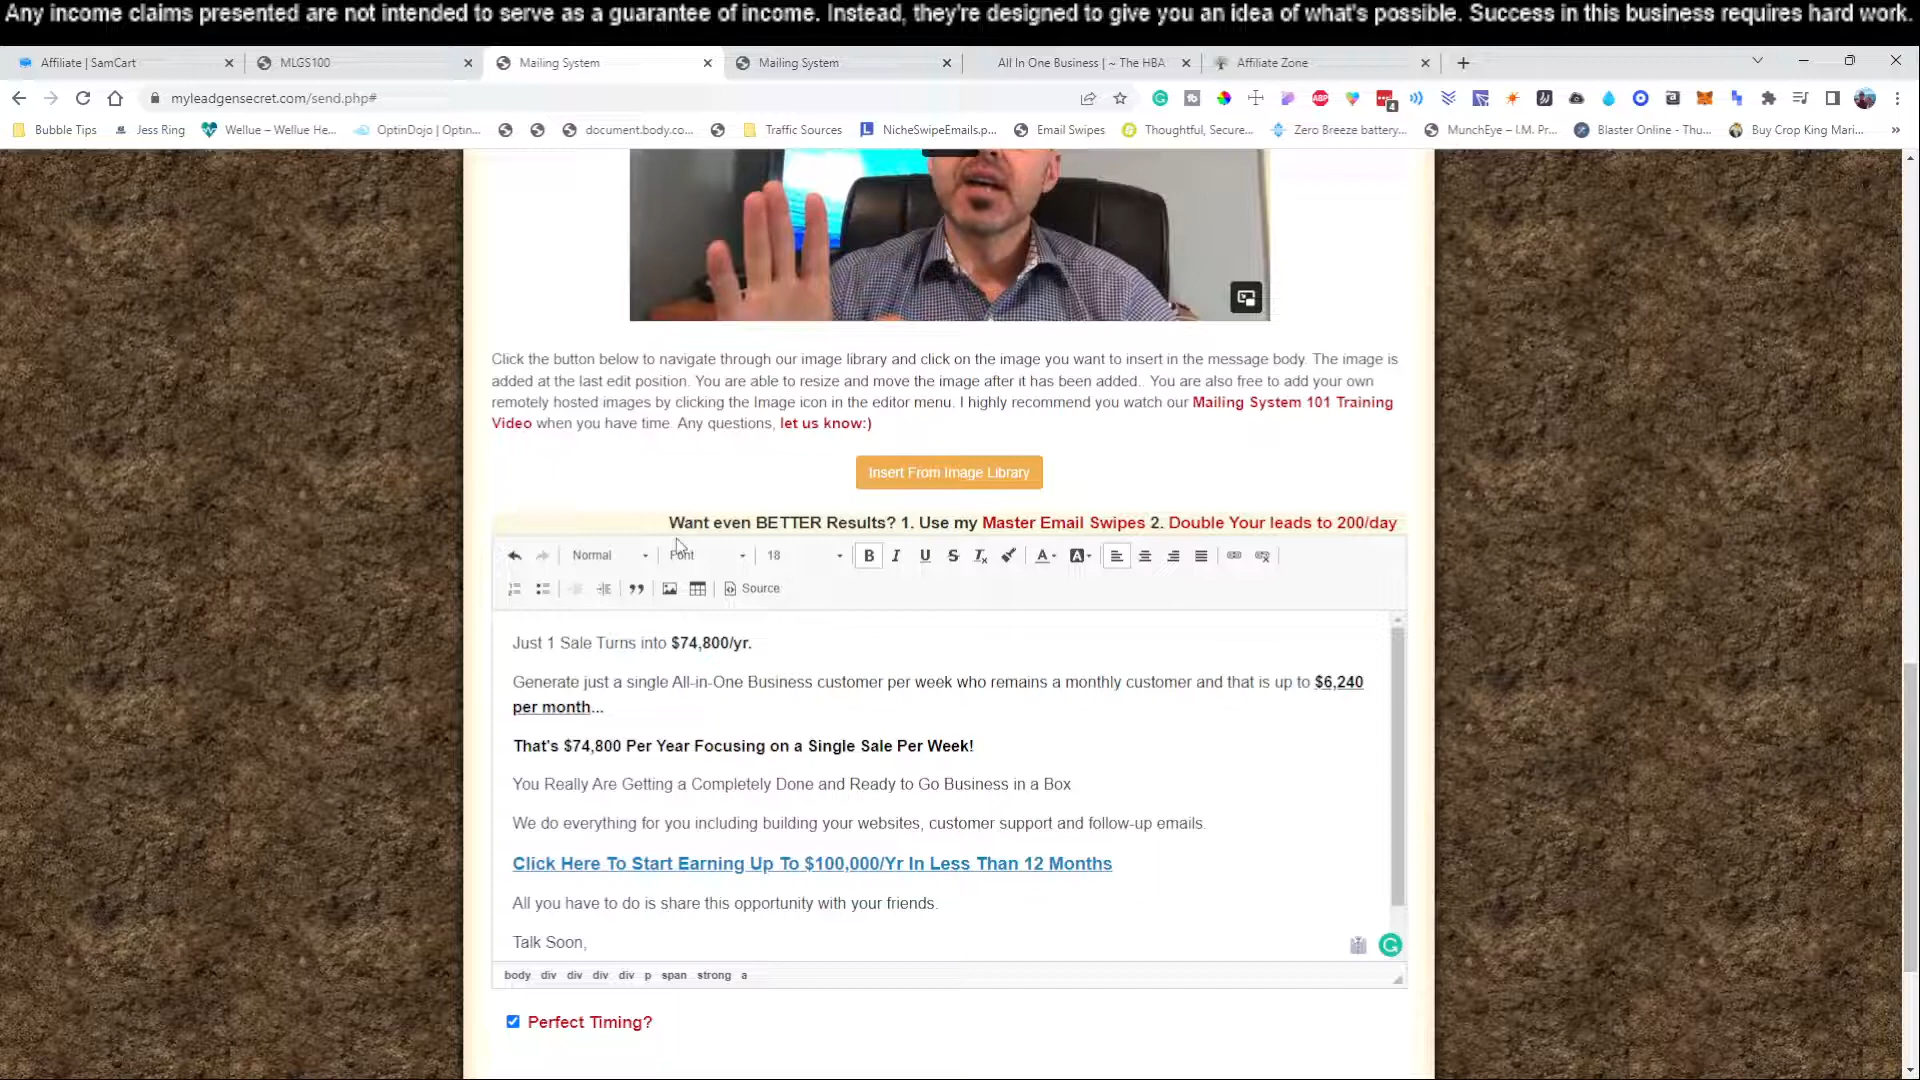 Any income claims presented are not intended to serve as a guarantee of income. Instead, they're designed to give you an idea of what's possible. Success in this business requires hard work.
Affiliate | SamCart
MLGS100
Mailing System
Mailing System
All In One Business | ~ The HBA
Affiliate Zone
myleadgensecret.com/send.php#
4
Bubble Tips
Jess Ring
Wellue – Wellue He...
OptinDojo | Optin...
document.body.co...
Traffic Sources
NicheSwipeEmails.p...
Email Swipes
Thoughtful, Secure...
Zero Breeze battery...
MunchEye – I.M. Pr...
Blaster Online - Thu...
Buy Crop King Mari...
Click the button below to navigate through our image library and click on the image you want to insert in the message body. The image is
added at the last edit position. You are able to resize and move the image after it has been added.. You are also free to add your own
remotely hosted images by clicking the Image icon in the editor menu. I highly recommend you watch our Mailing System 101 Training
Video when you have time. Any questions, let us know:)
Insert From Image Library
Want even BETTER Results? 1. Use my Master Email Swipes 2. Double Your leads to 200/day
Normal
Font
18
Source
Just 1 Sale Turns into $74,800/yr.
Generate just a single All-in-One Business customer per week who remains a monthly customer and that is up to $6,240
per month...
That's $74,800 Per Year Focusing on a Single Sale Per Week!
You Really Are Getting a Completely Done and Ready to Go Business in a Box
We do everything for you including building your websites, customer support and follow-up emails.
Click Here To Start Earning Up To $100,000/Yr In Less Than 12 Months
All you have to do is share this opportunity with your friends.
Talk Soon,
body div div div div p span strong a
Perfect Timing?